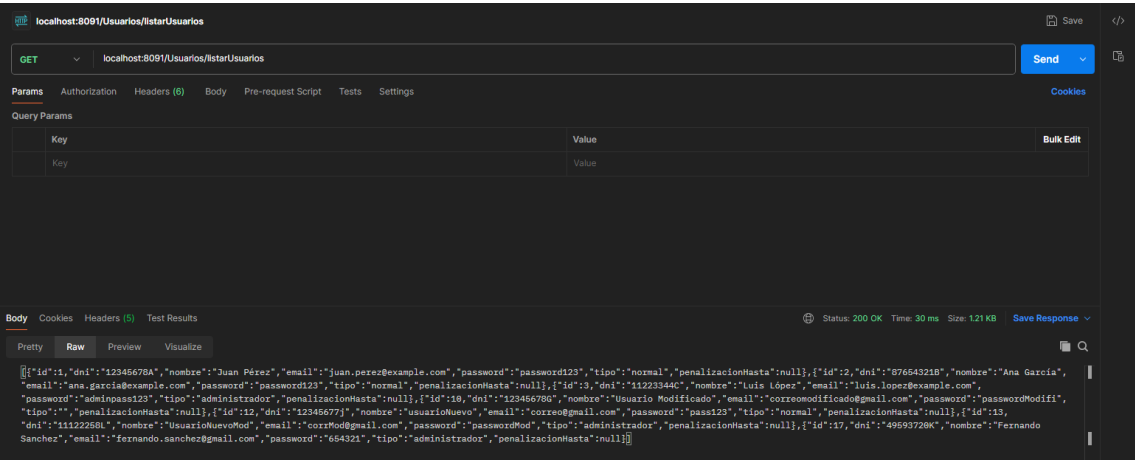 HTTP localhost:8091/Usuarios/listarUsuarios Save
GET localhost:8091/Usuarios/listarUsuarios Send
Params Authorization Headers (6) Body Pre-request Script Tests Settings Cookies
Query Params
Key Value Bulk Edit
Key Value
Body Cookies Headers (5) Test Results Status: 200 OK Time: 30 ms Size: 1.21 KB Save Response
Pretty Raw Preview Visualize
[{"id":1,"dni":"12345678A","nombre":"Juan Pérez","email":"juan.perez@example.com","password":"password123","tipo":"normal","penalizacionHasta":null},{"id":2,"dni":"87654321B","nombre":"Ana García",
"email":"ana.garcia@example.com","password":"password123","tipo":"normal","penalizacionHasta":null},{"id":3,"dni":"11223344C","nombre":"Luis López","email":"luis.lopez@example.com",
"password":"adminpass123","tipo":"administrador","penalizacionHasta":null},{"id":10,"dni":"12345678G","nombre":"Usuario Modificado","email":"correomodificado@gmail.com","password":"passwordModifi",
"tipo":"","penalizacionHasta":null},{"id":12,"dni":"12345677j","nombre":"usuarioNuevo","email":"correo@gmail.com","password":"pass123","tipo":"normal","penalizacionHasta":null},{"id":13,
"dni":"11122258L","nombre":"UsuarioNuevoMod","email":"corrMod@gmail.com","password":"passwordMod","tipo":"administrador","penalizacionHasta":null},{"id":17,"dni":"49593720K","nombre":"Fernando
Sanchez","email":"fernando.sanchez@gmail.com","password":"654321","tipo":"administrador","penalizacionHasta":null}]